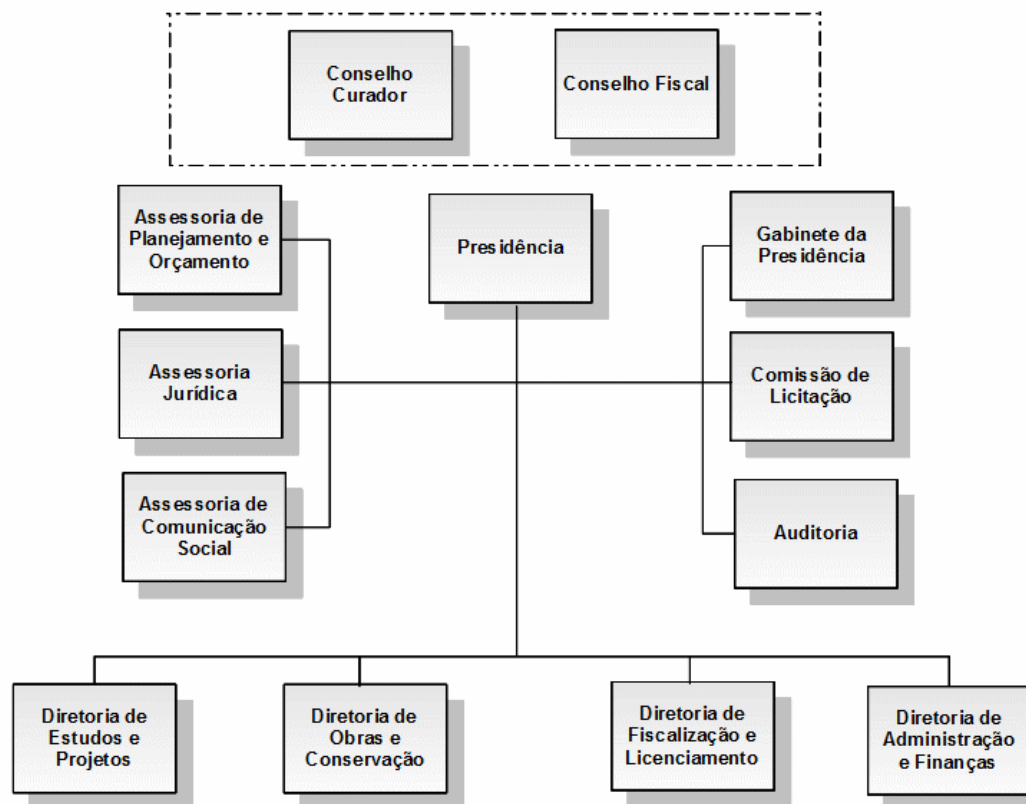 Conselho
Curador
Conselho Fiscal
Assessoria de
Planejamento e
Orçamento
Presidência
Gabinete da
Presidência
Assessoria
Jurídica
Comissão de
Licitação
Assessoria de
Comunicação
Social
Auditoria
Diretoria de
Estudos e
Projetos
Diretoria de
Obras e
Conservação
Diretoria de
Fiscalização e
Licenciamento
Diretoria de
Administração
e Finanças